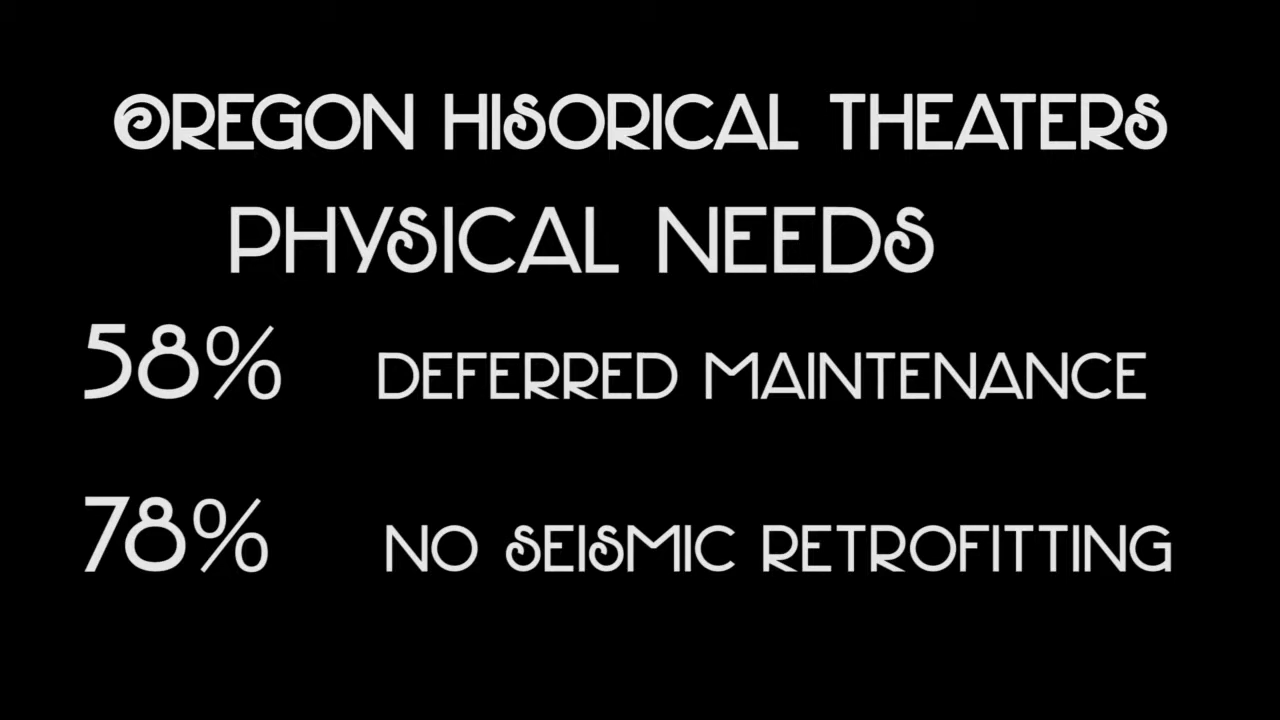 OREGON HISORICAL THEATERS
PHYSICAL NEEDS
58% DEFERRED MAINTENANCE
78% NO SEISMIC RETROFITTING